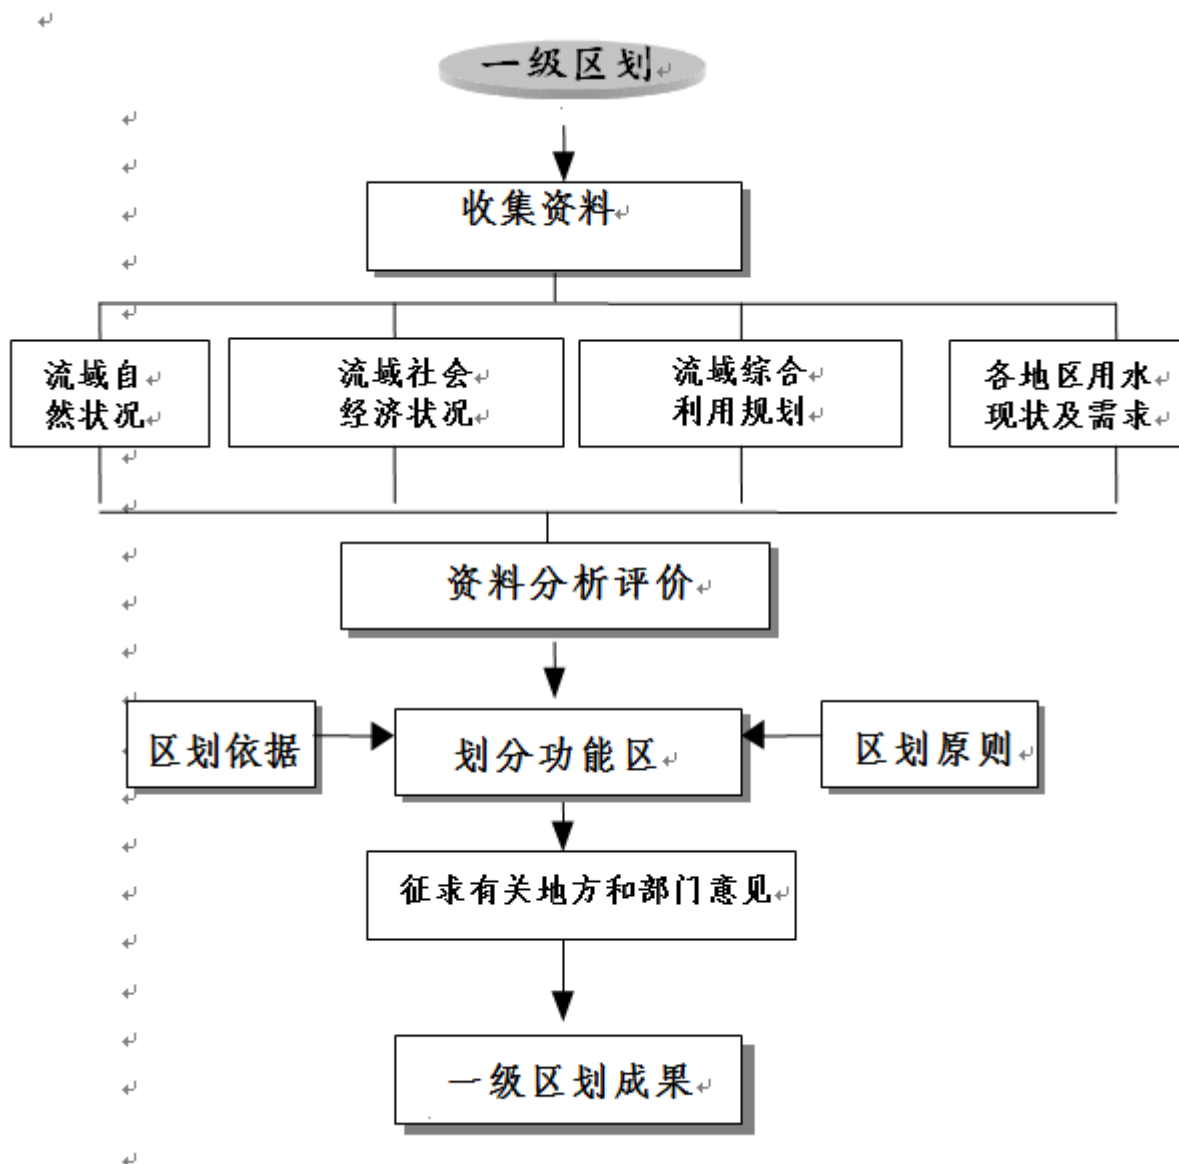 一级区划
收集资料
流域自
然状况
流域社会
经济状况
流域综合
利用规划
各地区用水
现状及需求
资料分析评价
区划依据
划分功能区
区划原则
征求有关地方和部门意见
一级区划成果